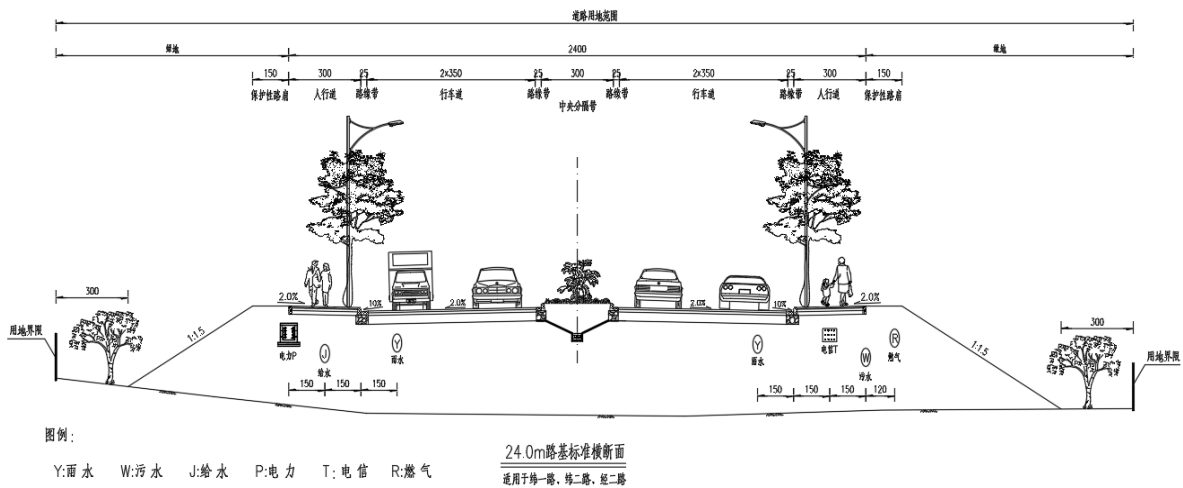 道路用地范围
绿地 2400 绿地
150 300 25 2x350 25 300 25 2x350 25 300 150
保护性路肩 人行道 路缘带 行车道 路缘带 中央分隔带 路缘带 行车道 路缘带 人行道 保护性路肩
2.0% 10% 2.0% 2.0% 10% 2.0%
300 300
用地界限 1:1.5 1:1.5 用地界限
电力P J 给水 Y 雨水 Y 雨水 电信T W 污水 R 燃气
150 150 150 150 150 150 120
图例:
Y:雨水 W:污水 J:给水 P:电力 T:电信 R:燃气
24.0m路基标准横断面
适用于纬一路、纬二路、经二路